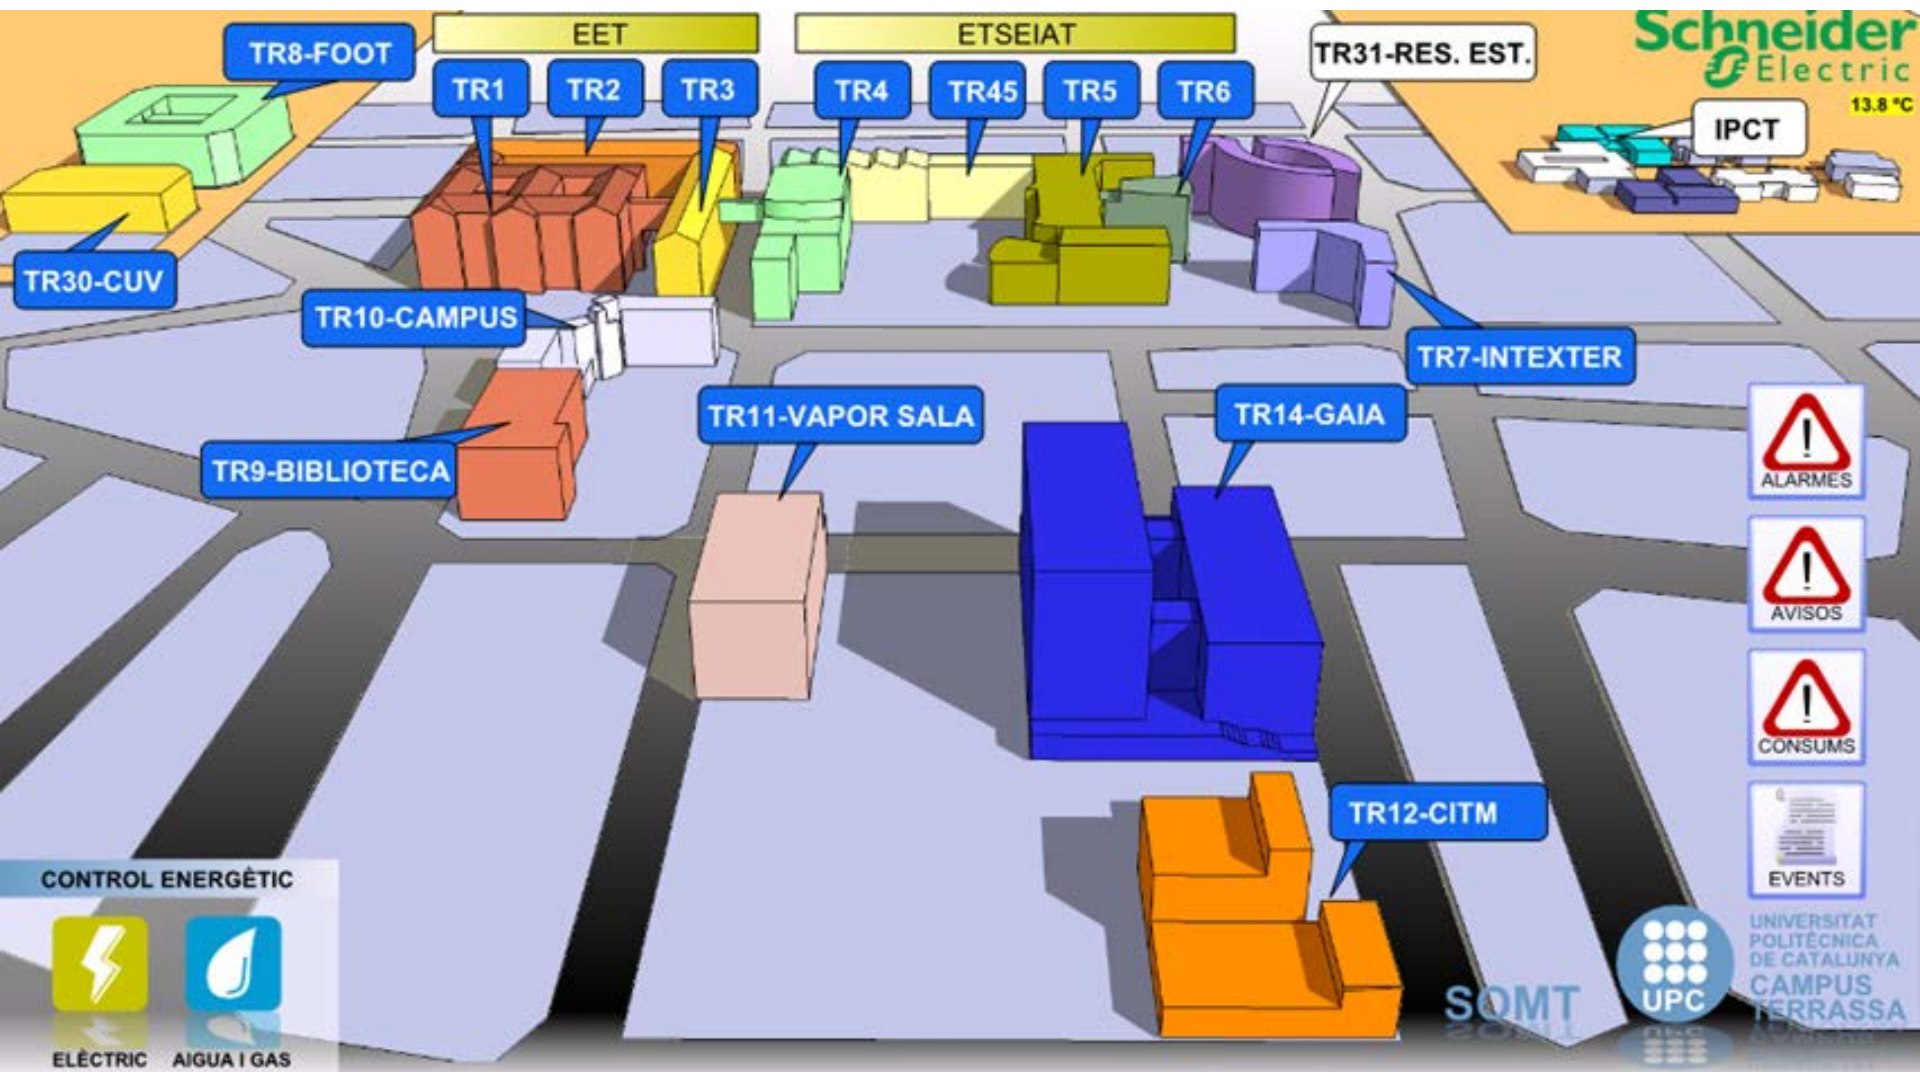 EET
ETSEIAT
Schneider
Electric
13.8 ºC
TR8-FOOT
TR1
TR2
TR3
TR4
TR45
TR5
TR6
TR31-RES. EST.
IPCT
TR30-CUV
TR10-CAMPUS
TR7-INTEXTER
TR9-BIBLIOTECA
TR11-VAPOR SALA
TR14-GAIA
ALARMES
AVISOS
CONSUMS
EVENTS
TR12-CITM
CONTROL ENERGÈTIC
ELÈCTRIC
AIGUA I GAS
SOMT
UPC
UNIVERSITAT
POLITÈCNICA
DE CATALUNYA
CAMPUS
TERRASSA